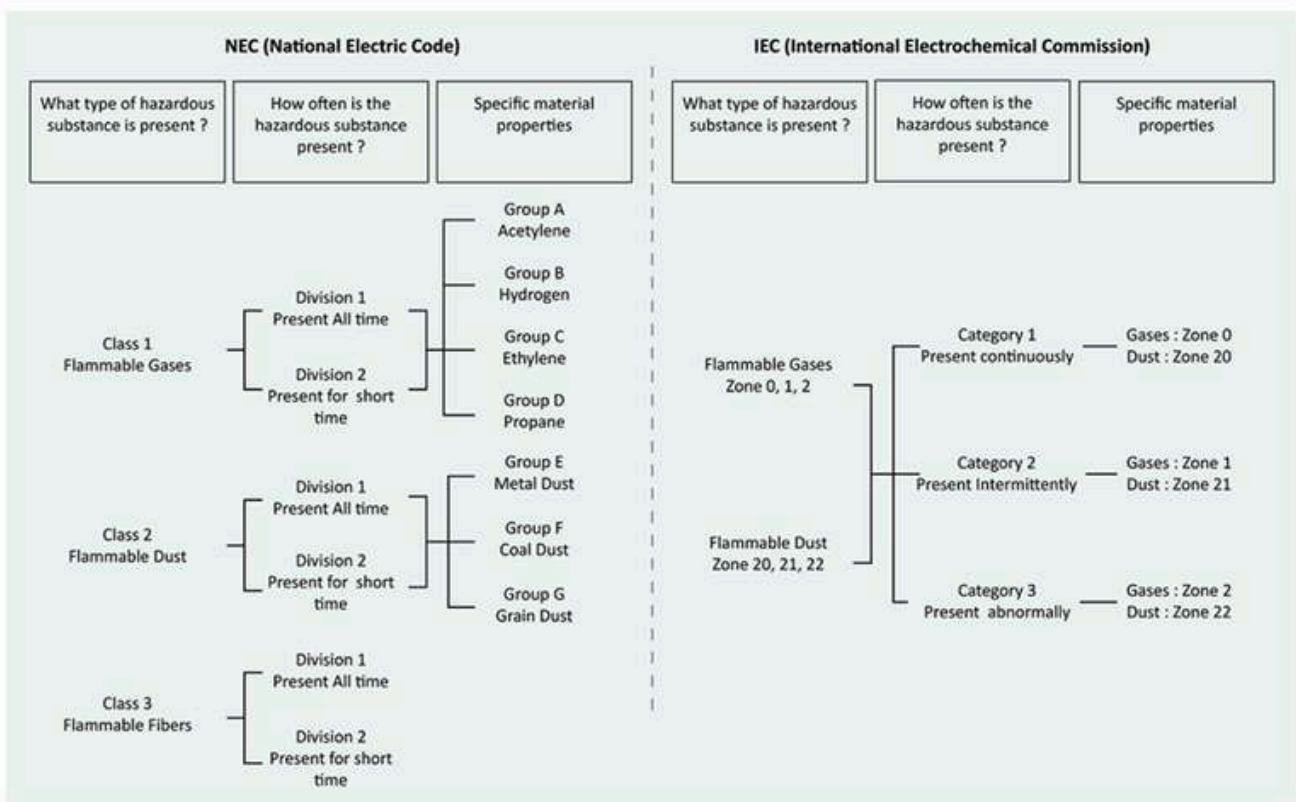 NEC (National Electric Code)
What type of hazardous
substance is present ?
How often is the
hazardous substance
present ?
Specific material
properties
Class 1
Flammable Gases
Division 1
Present All time
Division 2
Present for short
time
Group A
Acetylene
Group B
Hydrogen
Group C
Ethylene
Group D
Propane
Class 2
Flammable Dust
Division 1
Present All time
Division 2
Present for short
time
Group E
Metal Dust
Group F
Coal Dust
Group G
Grain Dust
Class 3
Flammable Fibers
Division 1
Present All time
Division 2
Present for short
time
IEC (International Electrochemical Commission)
What type of hazardous
substance is present ?
How often is the
hazardous substance
present ?
Specific material
properties
Flammable Gases
Zone 0, 1, 2
Flammable Dust
Zone 20, 21, 22
Category 1
Present continuously
Gases : Zone 0
Dust : Zone 20
Category 2
Present Intermittently
Gases : Zone 1
Dust : Zone 21
Category 3
Present abnormally
Gases : Zone 2
Dust : Zone 22